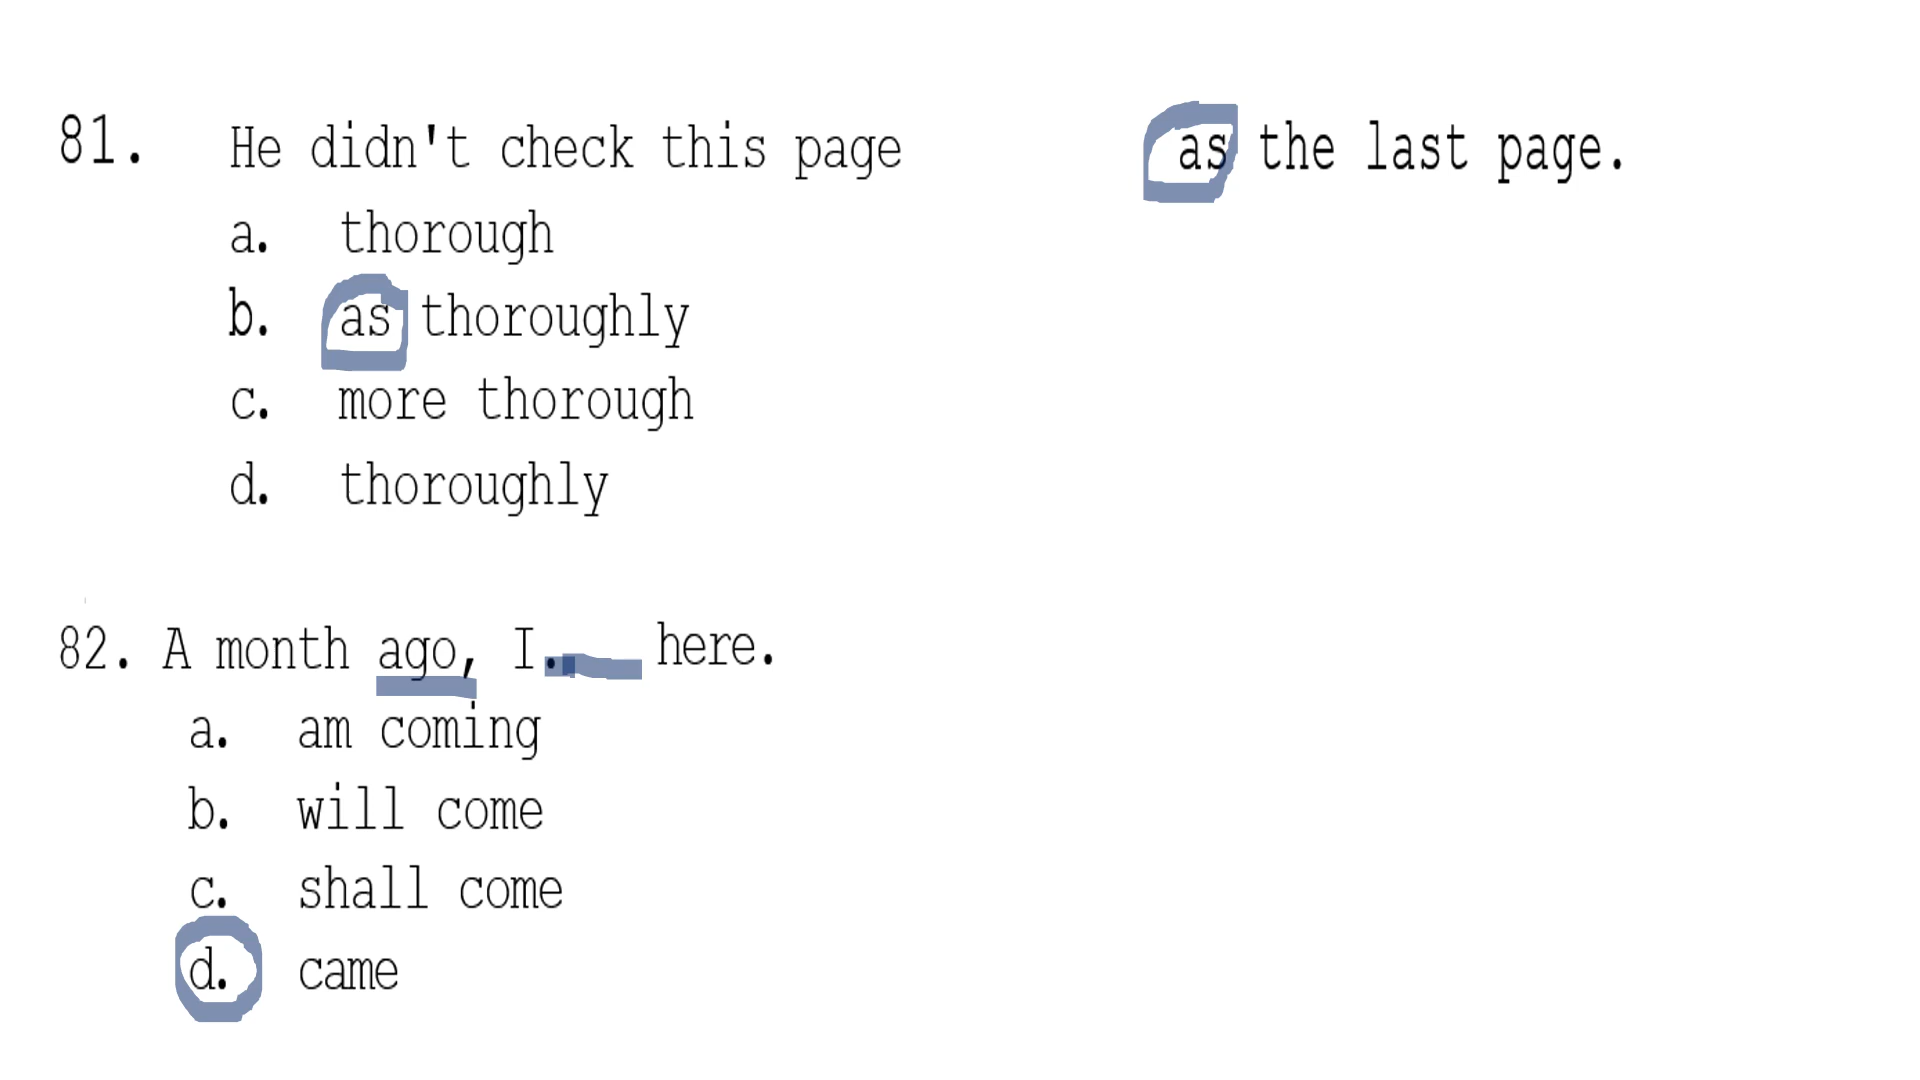 81. He didn't check this page as the last page.
a. thorough
b. as thoroughly
c. more thorough
d. thoroughly
82. A month ago, I. here.
a. am coming
b. will come
c. shall come
d. came